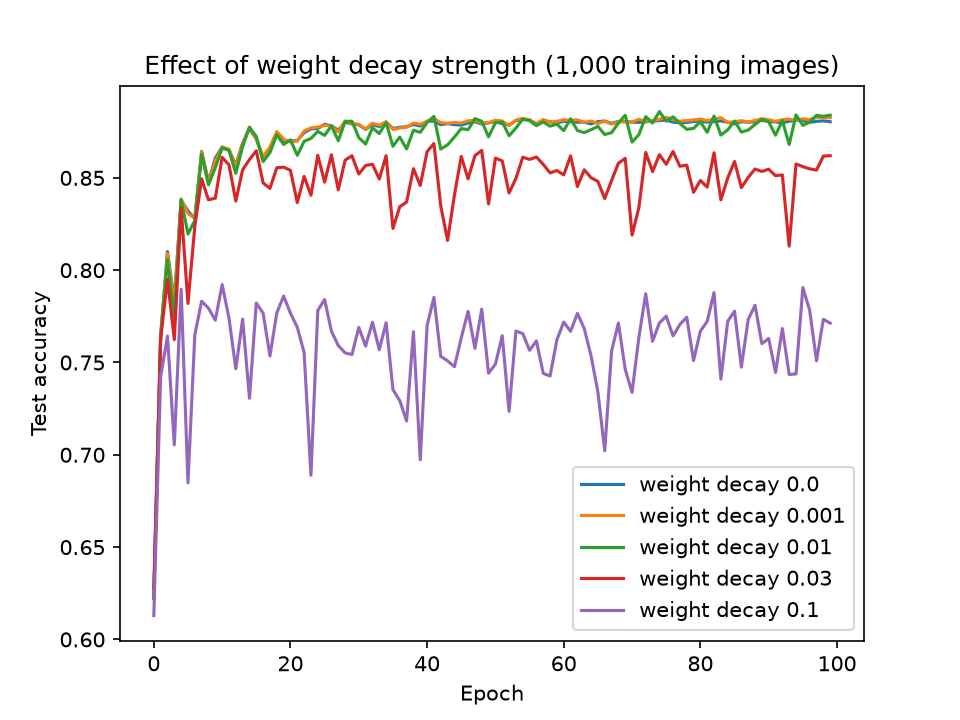 Effect of weight decay strength (1,000 training images)
Test accuracy
0.85
0.80
0.75
0.70
0.65
0.60
weight decay 0.0
weight decay 0.001
weight decay 0.01
weight decay 0.03
weight decay 0.1
0 20 40 60 80 100
Epoch